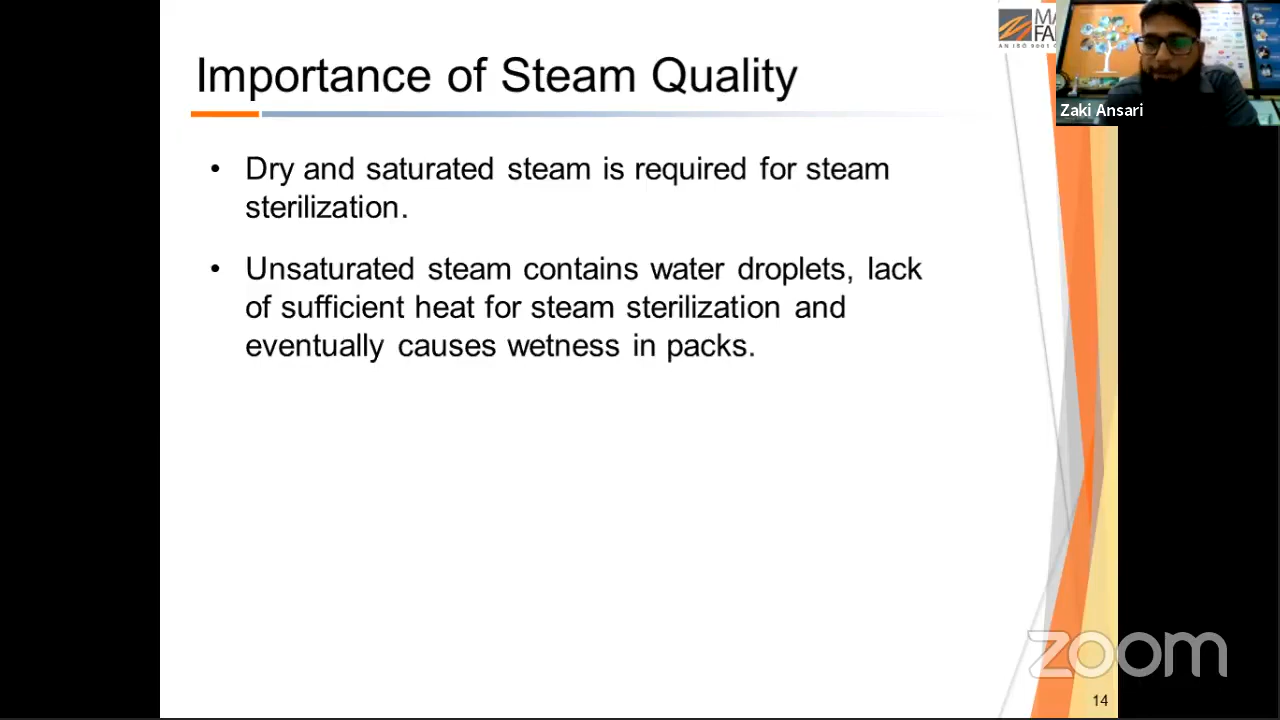 Importance of Steam Quality
• Dry and saturated steam is required for steam
sterilization.
• Unsaturated steam contains water droplets, lack
of sufficient heat for steam sterilization and
eventually causes wetness in packs.
Zaki Ansari
zoom
14